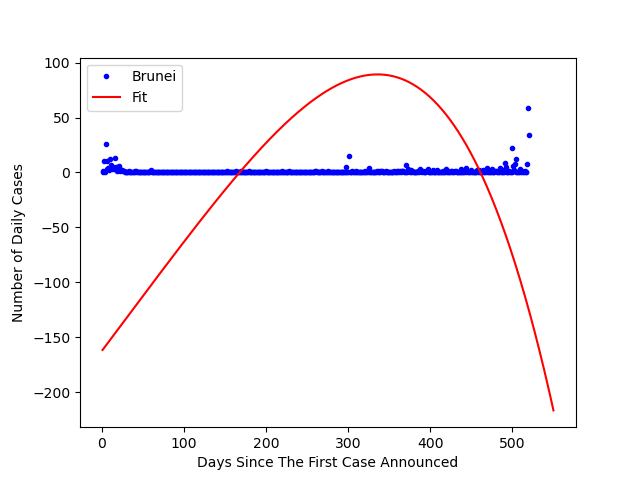 Brunei
Fit
100
50
0
−50
−100
−150
−200
Number of Daily Cases
0 100 200 300 400 500
Days Since The First Case Announced